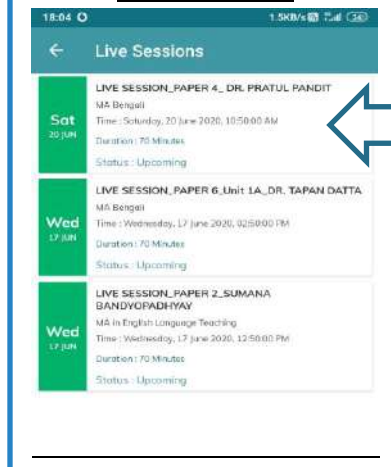 18:04
1.5KB/s
Live Sessions
LIVE SESSION_PAPER 4_ DR. PRATUL PANDIT
MA Bengali
Sat
20 JUN
Time : Saturday, 20 June 2020, 10:50:00 AM
Duration : 70 Minutes
Status : Upcoming
LIVE SESSION_PAPER 6_Unit 1A_DR. TAPAN DATTA
MA Bengali
Wed
17 JUN
Time : Wednesday, 17 June 2020, 02:50:00 PM
Duration : 70 Minutes
Status : Upcoming
LIVE SESSION_PAPER 2_SUMANA
BANDYOPADHYAY
MA in English Language Teaching
Wed
17 JUN
Time : Wednesday, 17 June 2020, 12:50:00 PM
Duration : 70 Minutes
Status : Upcoming